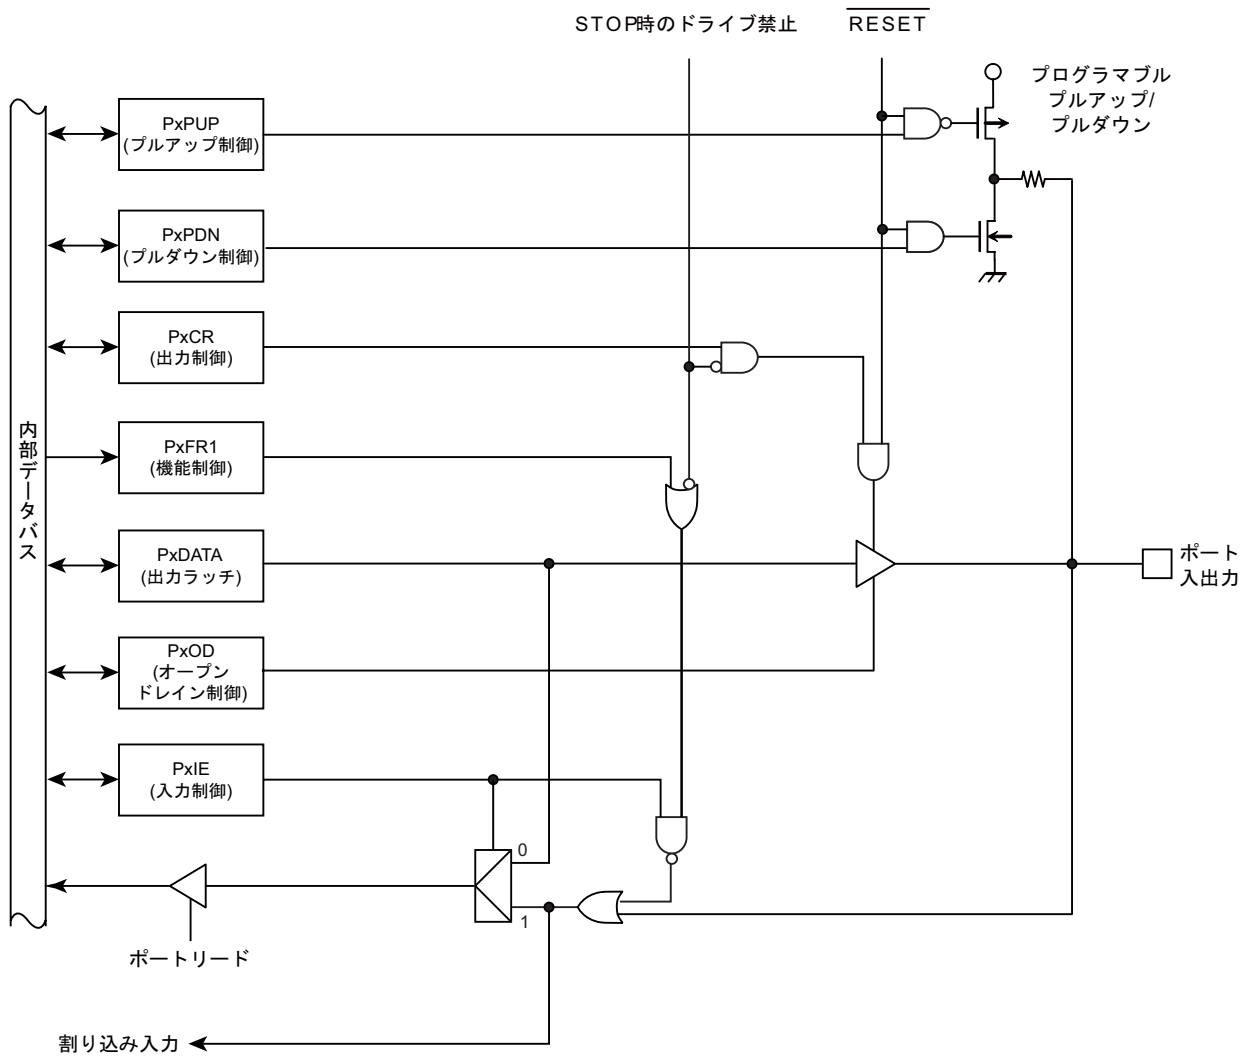 STOP時のドライブ禁止
RESET
プログラマブル
プルアップ/
プルダウン
PxPUP
(プルアップ制御)
PxPDN
(プルダウン制御)
PxCR
(出力制御)
内部データバス
PxFR1
(機能制御)
PxDATA
(出力ラッチ)
ポート
入出力
PxOD
(オープン
ドレイン制御)
PxIE
(入力制御)
0
1
ポートリード
割り込み入力